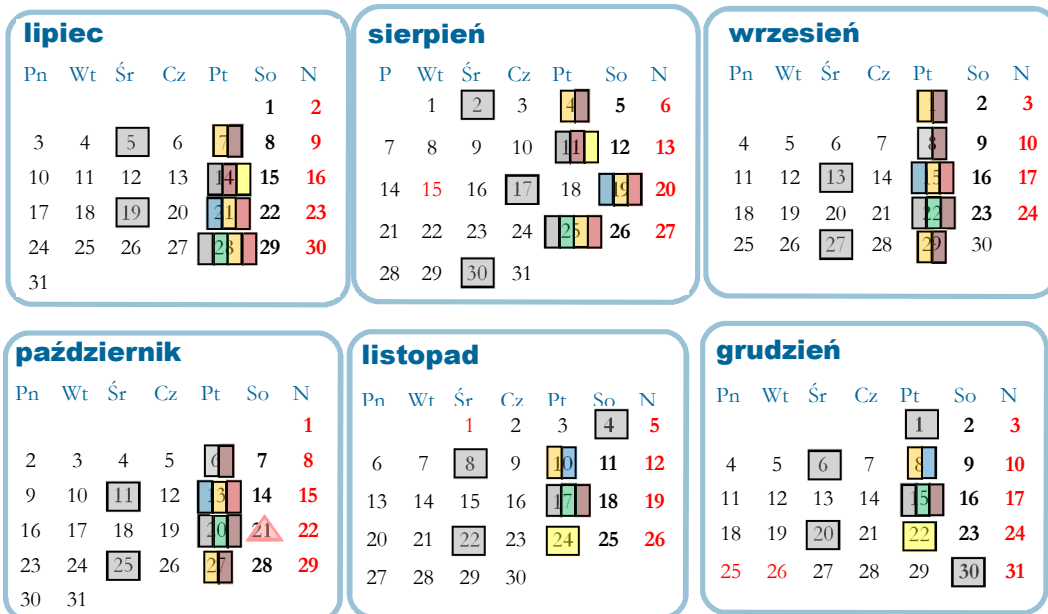 lipiec
Pn Wt Śr Cz Pt So N
1 2
3 4 5 6 7 8 9
10 11 12 13 14 15 16
17 18 19 20 21 22 23
24 25 26 27 28 29 30
31
sierpień
P Wt Śr Cz Pt So N
1 2 3 4 5 6
7 8 9 10 11 12 13
14 15 16 17 18 19 20
21 22 23 24 25 26 27
28 29 30 31
wrzesień
Pn Wt Śr Cz Pt So N
1 2 3
4 5 6 7 8 9 10
11 12 13 14 15 16 17
18 19 20 21 22 23 24
25 26 27 28 29 30
październik
Pn Wt Śr Cz Pt So N
1
2 3 4 5 6 7 8
9 10 11 12 13 14 15
16 17 18 19 20 21 22
23 24 25 26 27 28 29
30 31
listopad
Pn Wt Śr Cz Pt So N
1 2 3 4 5
6 7 8 9 10 11 12
13 14 15 16 17 18 19
20 21 22 23 24 25 26
27 28 29 30
grudzień
Pn Wt Śr Cz Pt So N
1 2 3
4 5 6 7 8 9 10
11 12 13 14 15 16 17
18 19 20 21 22 23 24
25 26 27 28 29 30 31